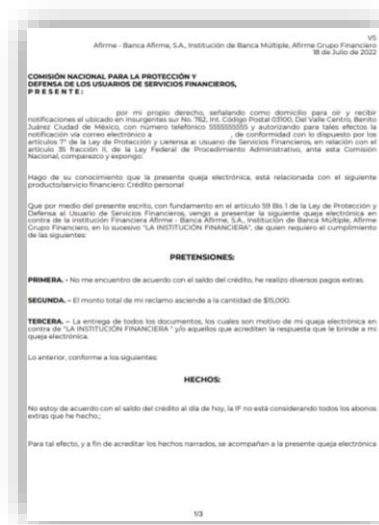 VS
Afirme - Banca Afirme, S.A., Institución de Banca Múltiple, Afirme Grupo Financiero
18 de Julio de 2022
COMISIÓN NACIONAL PARA LA PROTECCIÓN Y
DEFENSA DE LOS USUARIOS DE SERVICIOS FINANCIEROS,
P R E S E N T E :
por mi propio derecho, señalando como domicilio para oir y recibir
notificaciones el ubicado en Insurgentes sur No. 762, Int. Código Postal 03100, Del Valle Centro, Benito
Juárez Ciudad de México, con número telefónico 5555555555 y autorizando para tales efectos la
notificación vía correo electrónico a , de conformidad con lo dispuesto por los
artículos 7° de la Ley de Protección y Defensa al Usuario de Servicios Financieros, en relación con el
artículo 35 fracción II, de la Ley Federal de Procedimiento Administrativo, ante esta Comisión
Nacional, comparezco y expongo:
Hago de su conocimiento que la presente queja electrónica, está relacionada con el siguiente
producto/servicio financiero: Crédito personal
Que por medio del presente escrito, con fundamento en el artículo 59 Bis 1 de la Ley de Protección y
Defensa al Usuario de Servicios Financieros, vengo a presentar la siguiente queja electrónica en
contra de la institución Financiera Afirme - Banca Afirme, S.A., Institución de Banca Múltiple, Afirme
Grupo Financiero, en lo sucesivo "LA INSTITUCIÓN FINANCIERA", de quien requiero el cumplimiento
de las siguientes:
PRETENSIONES:
PRIMERA. - No me encuentro de acuerdo con el saldo del crédito, he realizo diversos pagos extras.
SEGUNDA. - El monto total de mi reclamo asciende a la cantidad de $15,000.
TERCERA. - La entrega de todos los documentos, los cuales son motivo de mi queja electrónica en
contra de "LA INSTITUCIÓN FINANCIERA " y/o aquellos que acrediten la respuesta que le brinde a mi
queja electrónica.
Lo anterior, conforme a los siguientes:
HECHOS:
No estoy de acuerdo con el saldo del crédito al día de hoy, la IF no está considerando todos los abonos
extras que he hecho.;
Para tal efecto, y a fin de acreditar los hechos narrados, se acompañan a la presente queja electrónica
1/3